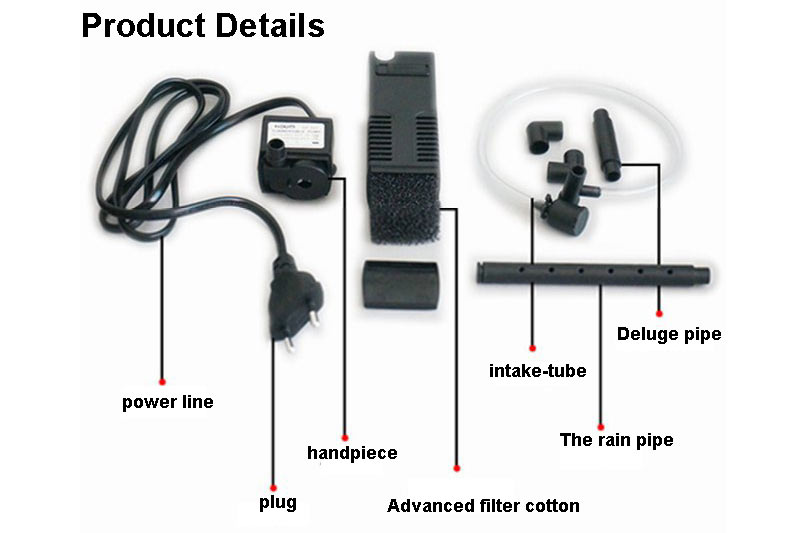 Product Details
Deluge pipe
intake-tube
power line
The rain pipe
handpiece
plug
Advanced filter cotton